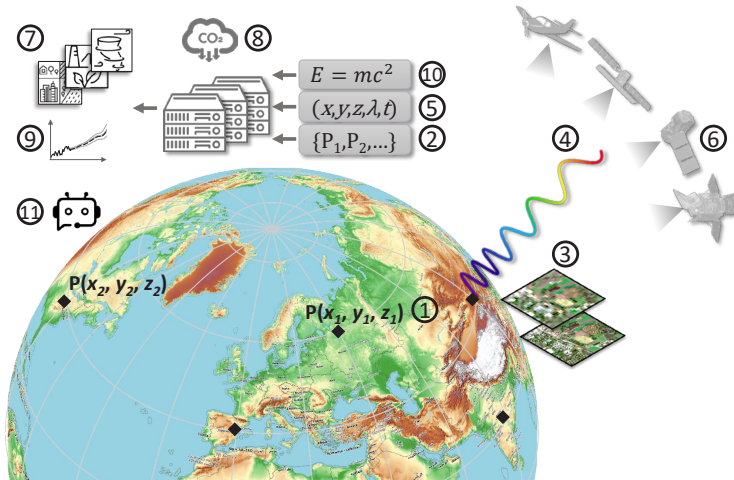 ⑦
CO₂
⑧
E = mc²
⑩
(x,y,z,λ,t)
⑤
{P₁,P₂,...}
②
⑨
④
⑥
⑪
③
P(x₂, y₂, z₂)
P(x₁, y₁, z₁)
①